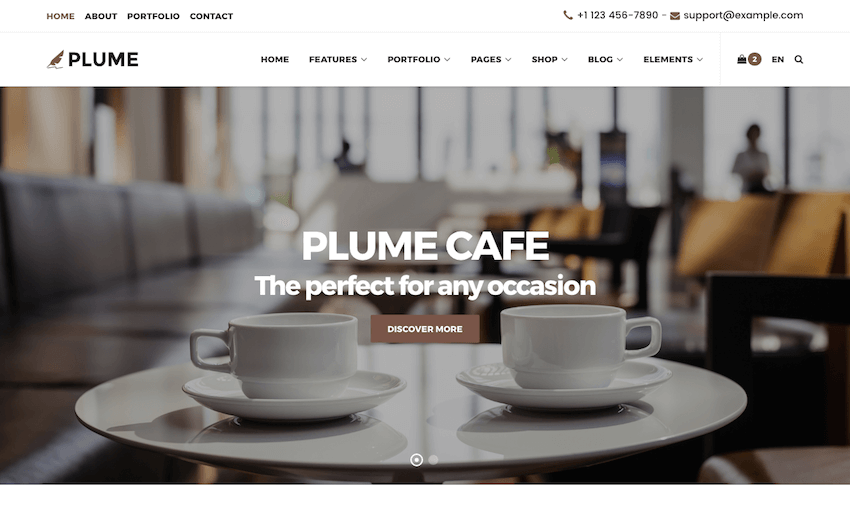 HOME ABOUT PORTFOLIO CONTACT +1 123 456-7890 - support@example.com
PLUME HOME FEATURES PORTFOLIO PAGES SHOP BLOG ELEMENTS 2 EN
PLUME CAFE
The perfect for any occasion
DISCOVER MORE